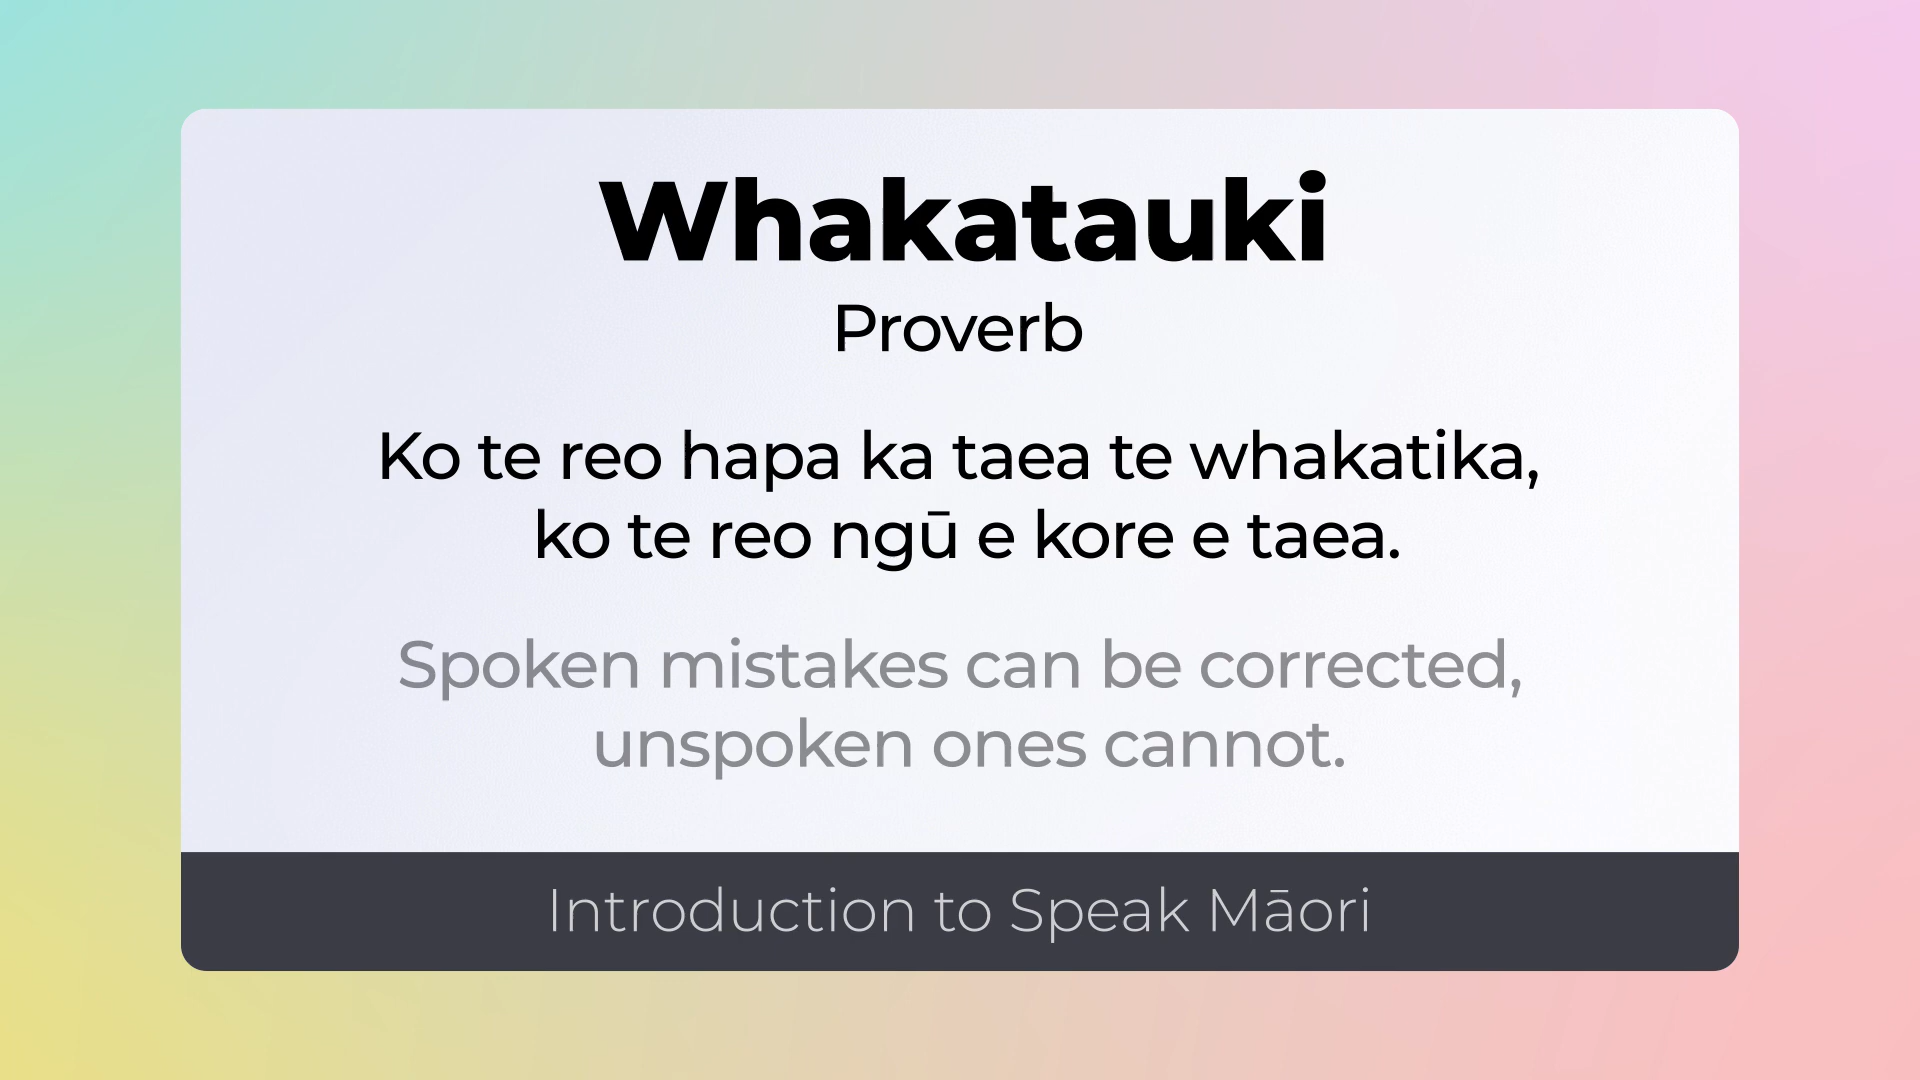 Whakatauki
Proverb
Ko te reo hapa ka taea te whakatika,
ko te reo ngū e kore e taea.
Spoken mistakes can be corrected,
unspoken ones cannot.
Introduction to Speak Māori